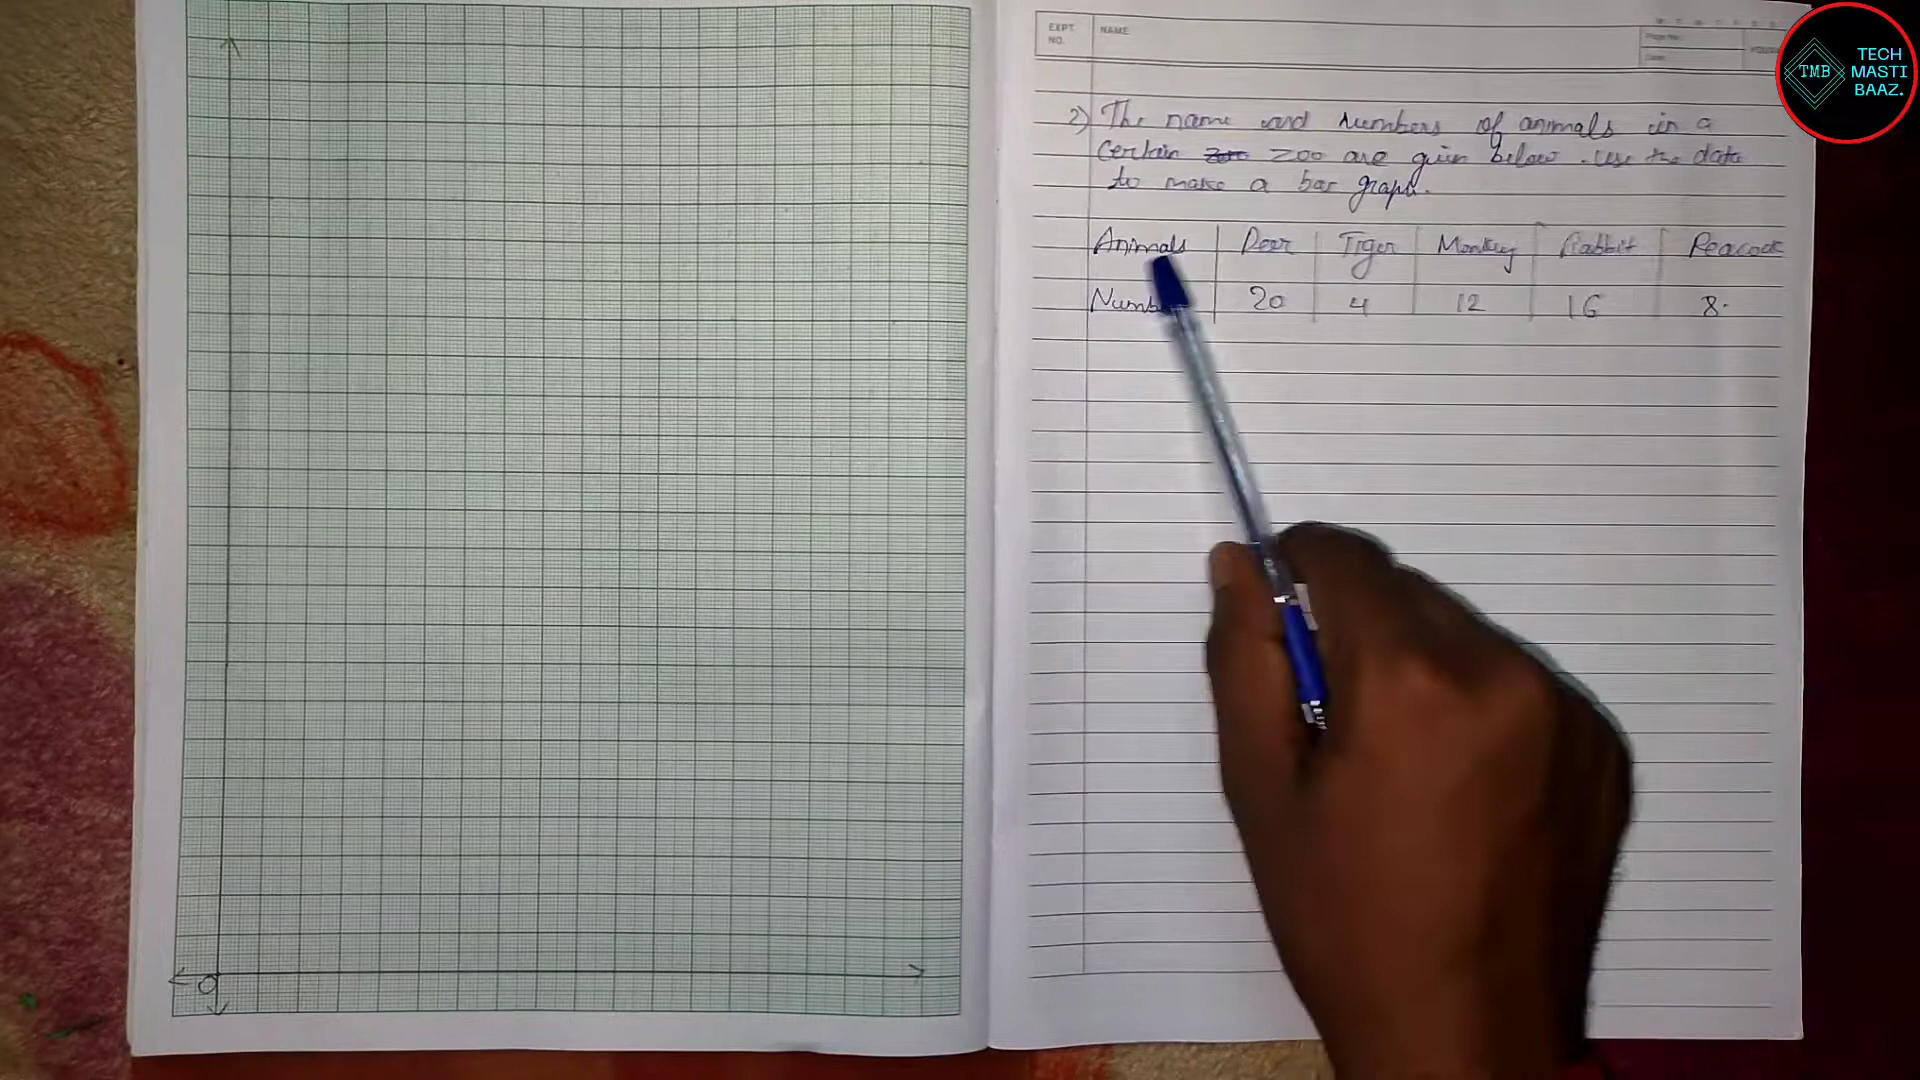 EXPT. NO.
NAME
TMB
TECH
MASTI
BAAZ.
2) The name and numbers of animals in a
certain zoo are given below. Use the data
to make a bar graph.
Animals Deer Tiger Monkey Rabbit Peacock
Number 20 4 12 16 8.
O